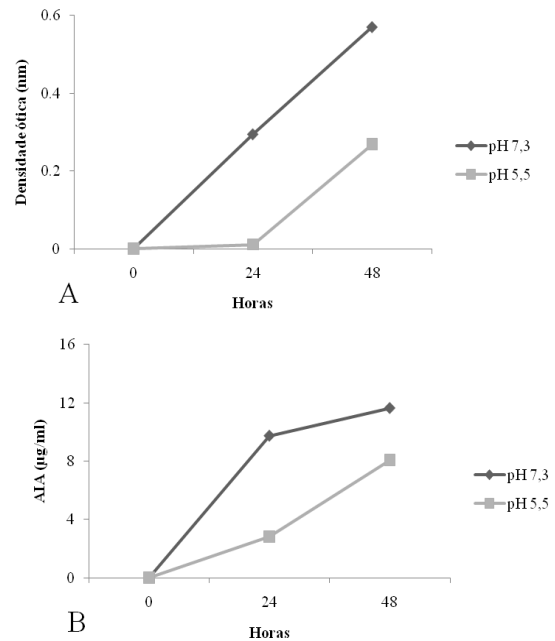 0.6
0.4
0.2
0
Densidade ótica (nm)
0
24
48
Horas
pH 7,3
pH 5,5
A
16
12
8
4
0
AIA (µg/ml)
0
24
48
Horas
pH 7,3
pH 5,5
B